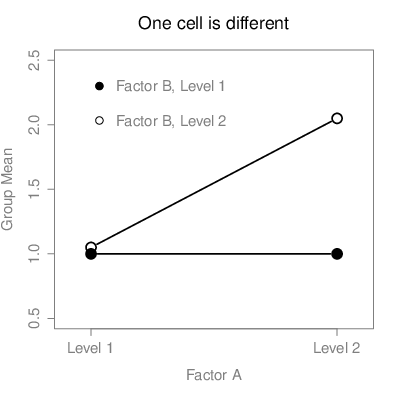 One cell is different
2.5
Factor B, Level 1
2.0
Factor B, Level 2
Group Mean
1.5
1.0
0.5
Level 1
Level 2
Factor A